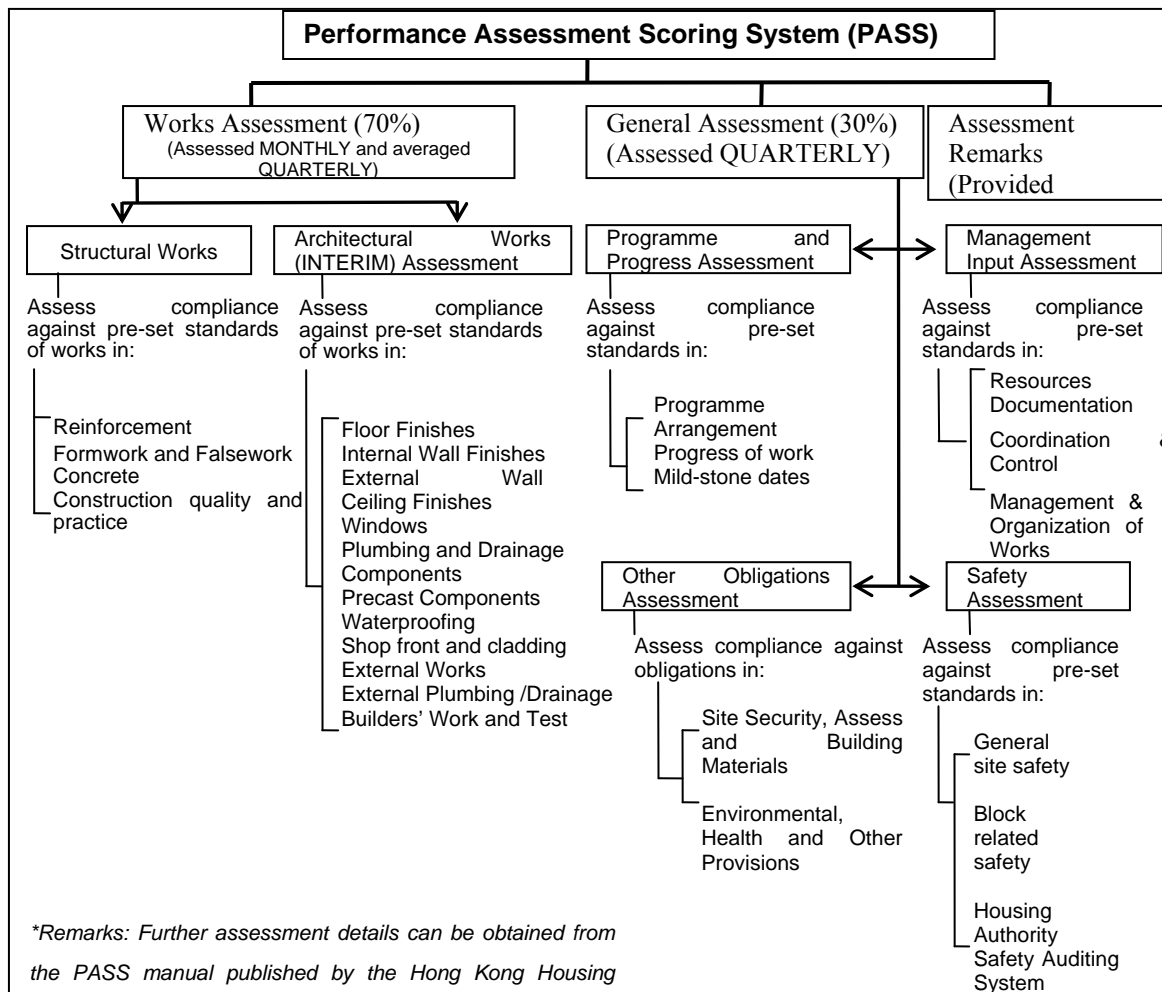 Performance Assessment Scoring System (PASS)
Works Assessment (70%)
(Assessed MONTHLY and averaged
QUARTERLY)
General Assessment (30%)
(Assessed QUARTERLY)
Assessment
Remarks
(Provided
Structural Works
Architectural Works
(INTERIM) Assessment
Programme and
Progress Assessment
Management
Input Assessment
Assess compliance
against pre-set standards
of works in:
Reinforcement
Formwork and Falsework
Concrete
Construction quality and
practice
Assess compliance
against pre-set standards
of works in:
Floor Finishes
Internal Wall Finishes
External Wall
Ceiling Finishes
Windows
Plumbing and Drainage
Components
Precast Components
Waterproofing
Shop front and cladding
External Works
External Plumbing /Drainage
Builders' Work and Test
Assess compliance
against pre-set
standards in:
Programme
Arrangement
Progress of work
Mild-stone dates
Assess compliance
against pre-set
standards in:
Resources
Documentation
Coordination &
Control
Management &
Organization of
Works
Other Obligations
Assessment
Assess compliance against
obligations in:
Site Security, Assess
and Building
Materials
Environmental,
Health and Other
Provisions
Safety
Assessment
Assess compliance
against pre-set
standards in:
General
site safety
Block
related
safety
Housing
Authority
Safety Auditing
System
*Remarks: Further assessment details can be obtained from
the PASS manual published by the Hong Kong Housing